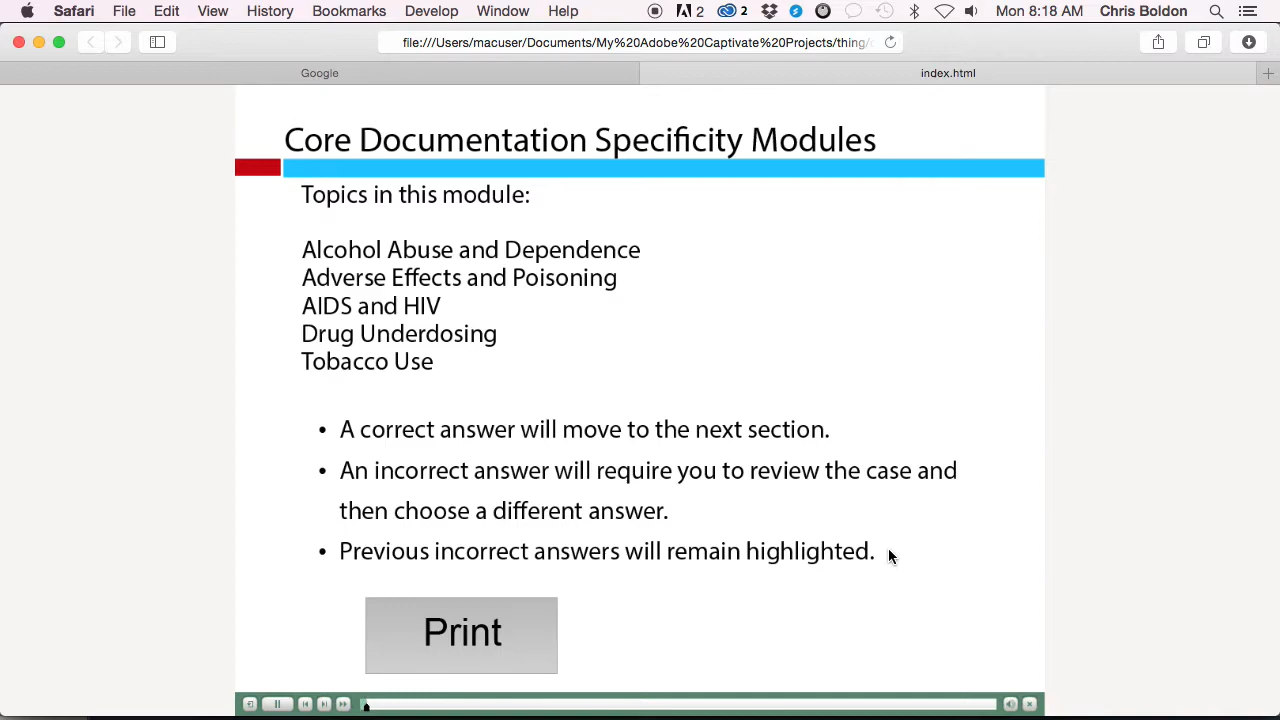 Safari File Edit View History Bookmarks Develop Window Help 2 2 Mon 8:18 AM Chris Boldon
file:///Users/macuser/Documents/My%20Adobe%20Captivate%20Projects/thing/
Google index.html
Core Documentation Specificity Modules
Topics in this module:
Alcohol Abuse and Dependence
Adverse Effects and Poisoning
AIDS and HIV
Drug Underdosing
Tobacco Use
• A correct answer will move to the next section.
• An incorrect answer will require you to review the case and
then choose a different answer.
• Previous incorrect answers will remain highlighted.
Print